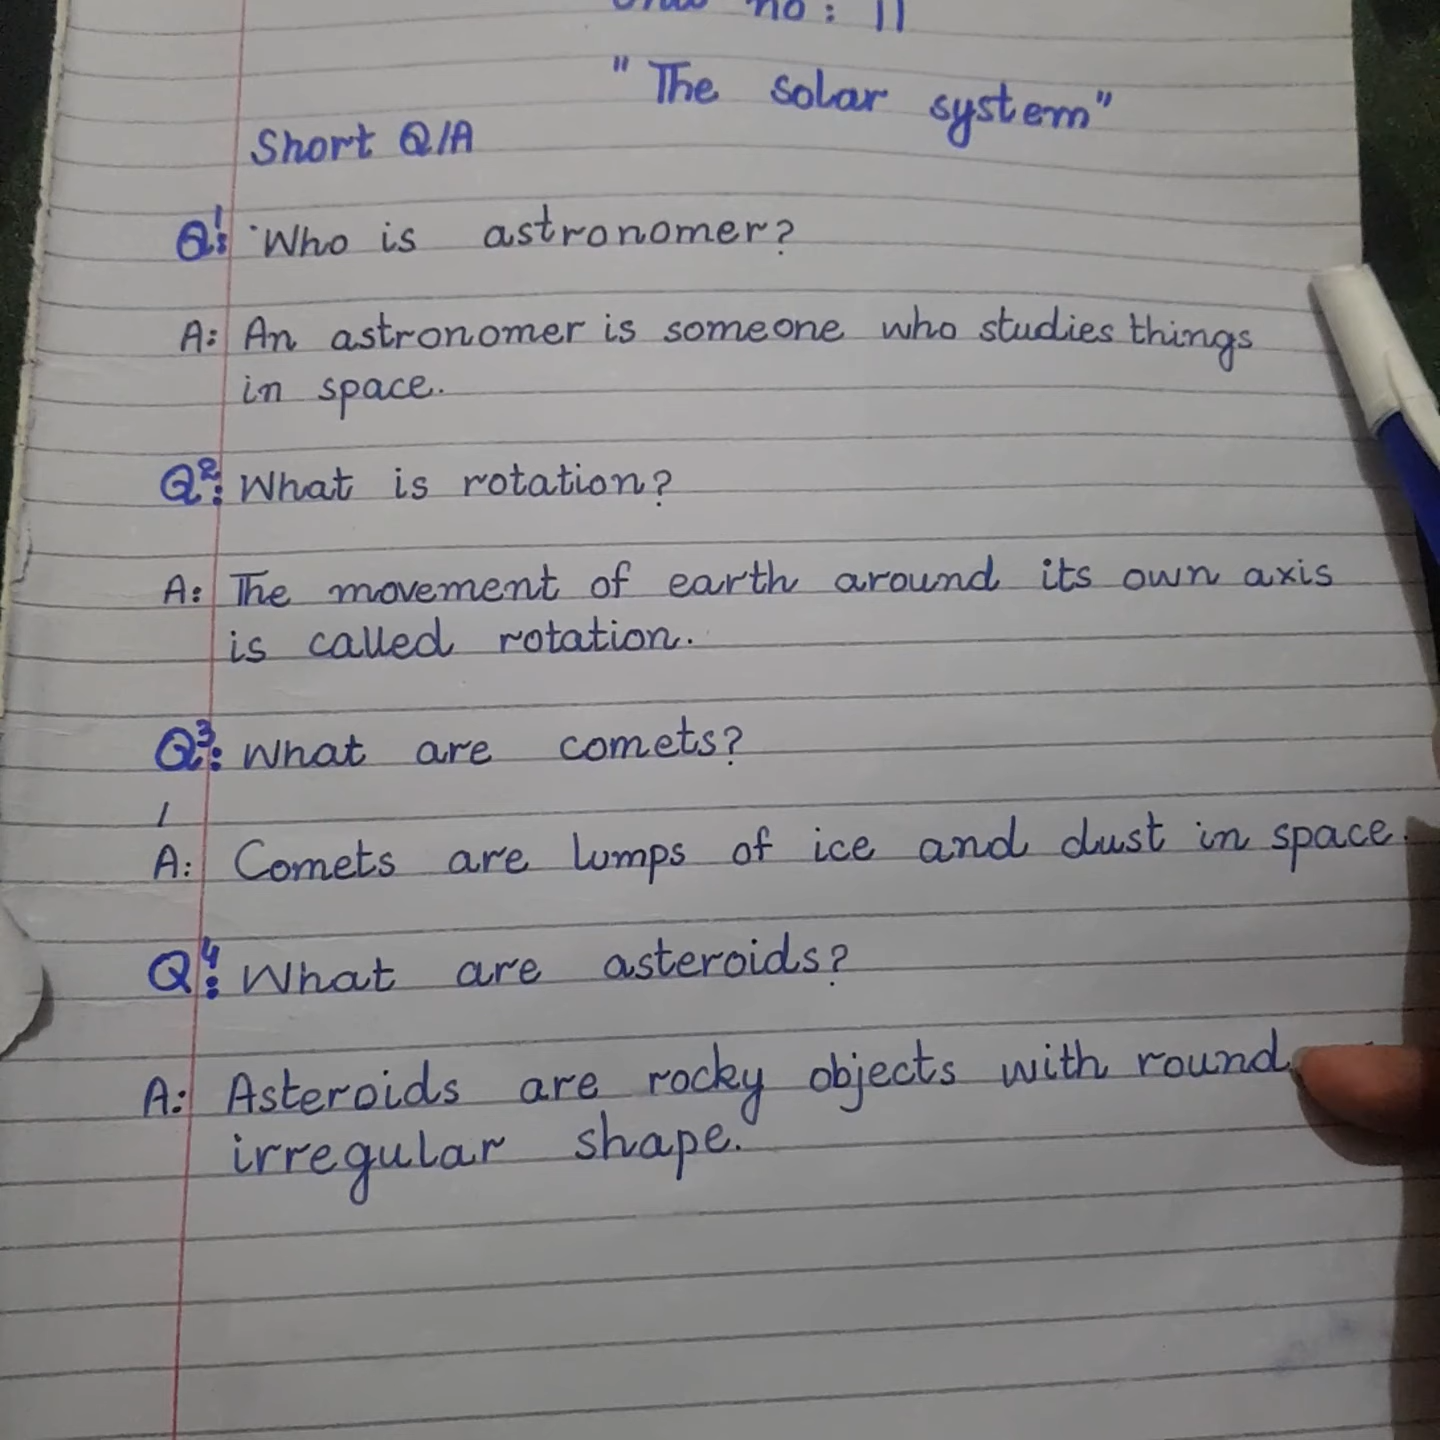 no: 11
"The solar system"
Short Q/A
Q1: Who is astronomer?
A: An astronomer is someone who studies things
in space.
Q2: What is rotation?
A: The movement of earth around its own axis
is called rotation.
Q3: What are comets?
A: Comets are lumps of ice and dust in space.
Q4: What are asteroids?
A: Asteroids are rocky objects with round
irregular shape.